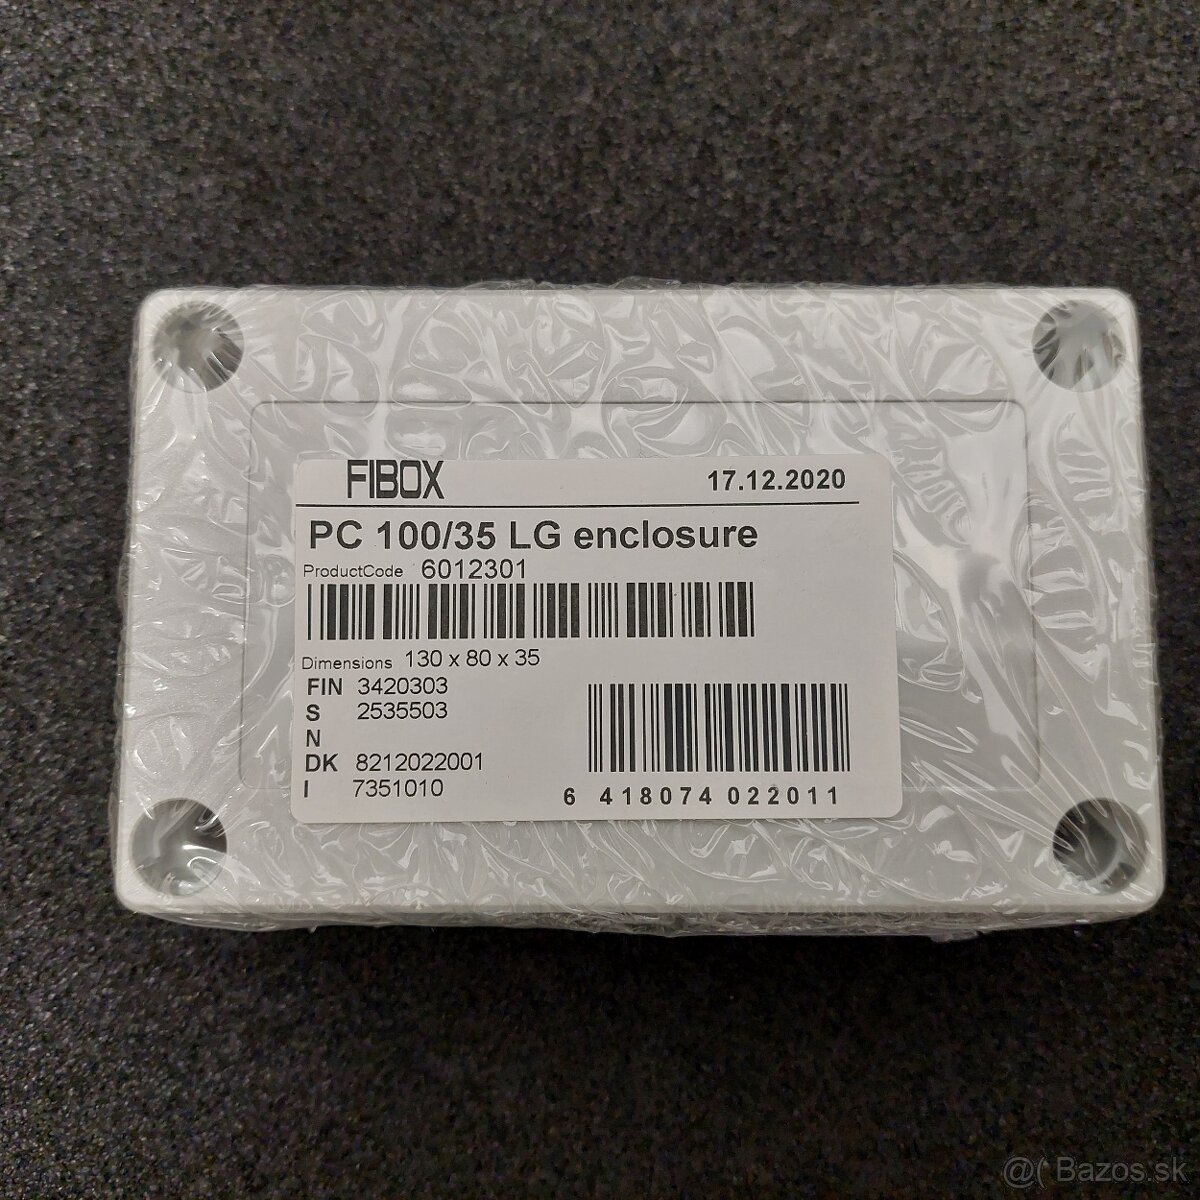 FIBOX 17.12.2020
PC 100/35 LG enclosure
ProductCode 6012301
Dimensions 130 x 80 x 35
FIN 3420303
S 2535503
N
DK 8212022001
I 7351010
6 418074 022011
@( Bazos.sk